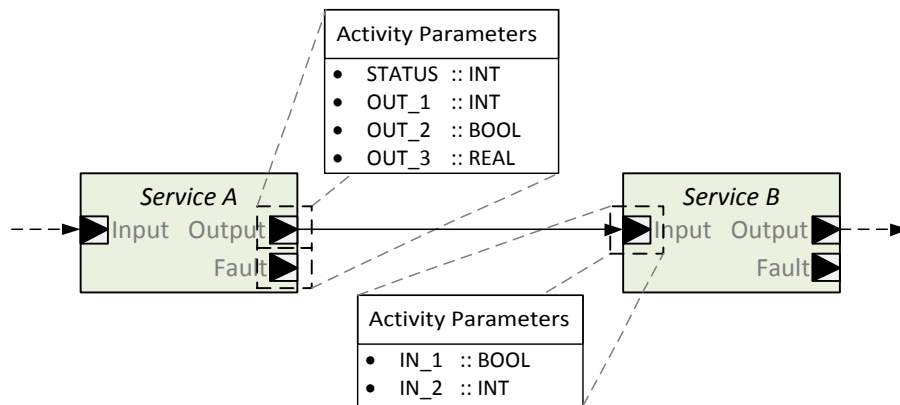 Activity Parameters
• STATUS :: INT
• OUT_1 :: INT
• OUT_2 :: BOOL
• OUT_3 :: REAL
Service A
Input Output
Fault
Service B
Input Output
Fault
Activity Parameters
• IN_1 :: BOOL
• IN_2 :: INT